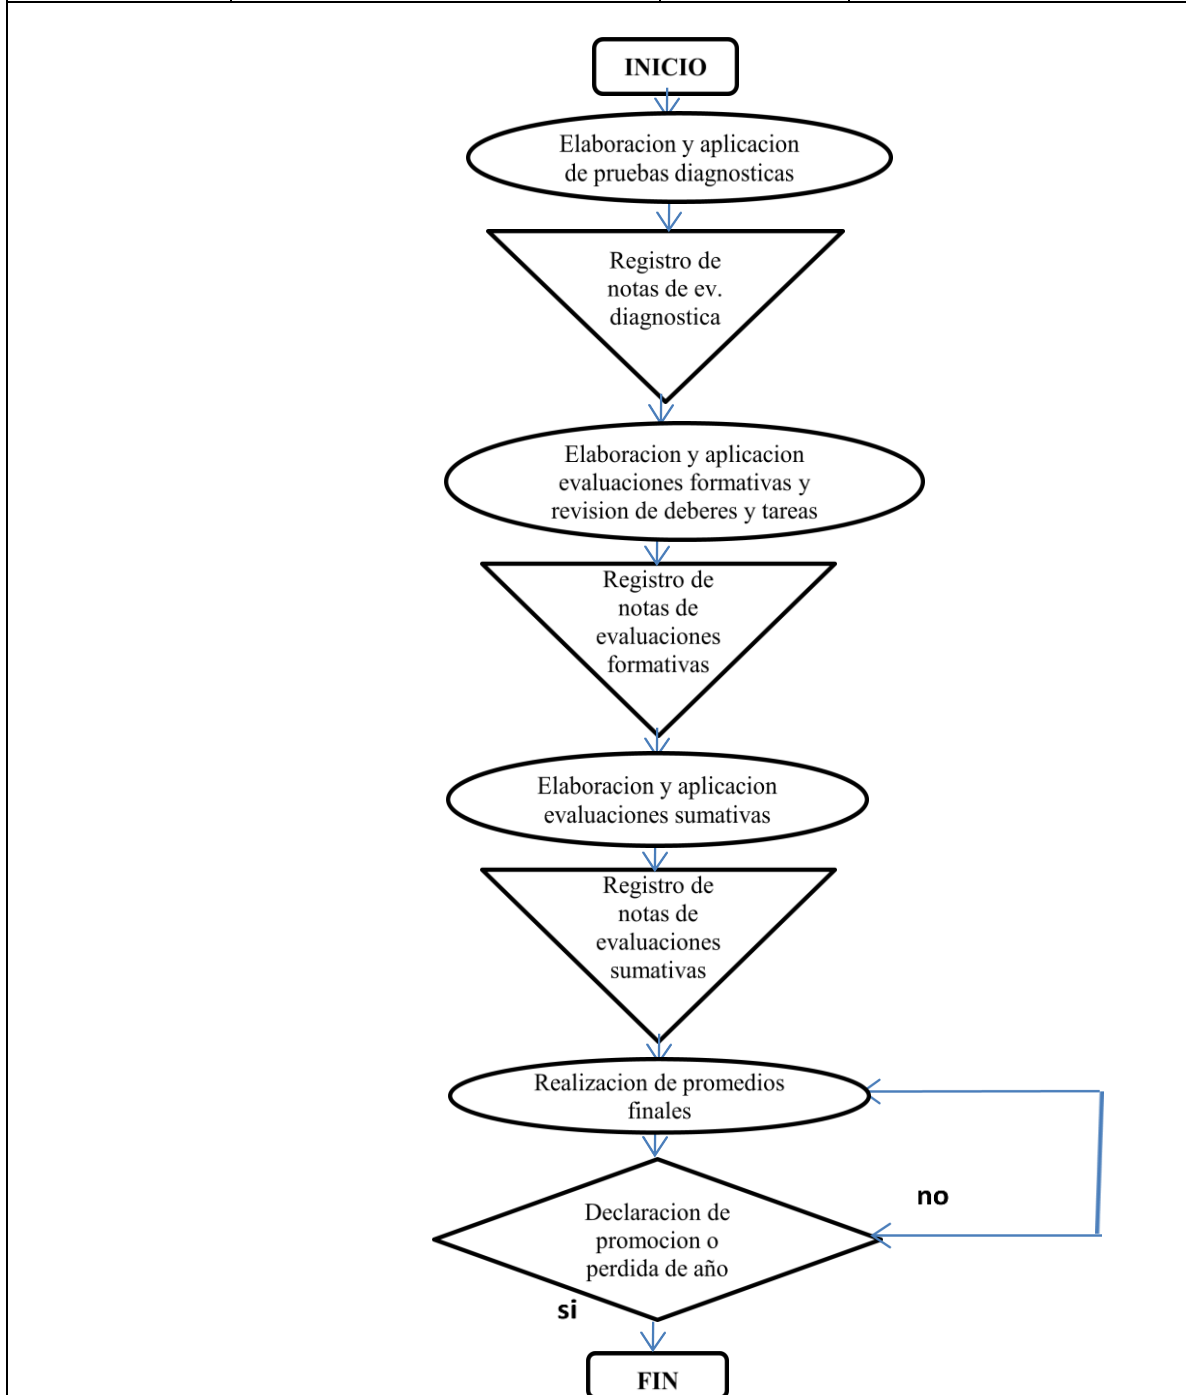 INICIO
Elaboracion y aplicacion
de pruebas diagnosticas
Registro de
notas de ev.
diagnostica
Elaboracion y aplicacion
evaluaciones formativas y
revision de deberes y tareas
Registro de
notas de
evaluaciones
formativas
Elaboracion y aplicacion
evaluaciones sumativas
Registro de
notas de
evaluaciones
sumativas
Realizacion de promedios
finales
no
Declaracion de
promocion o
perdida de año
si
FIN